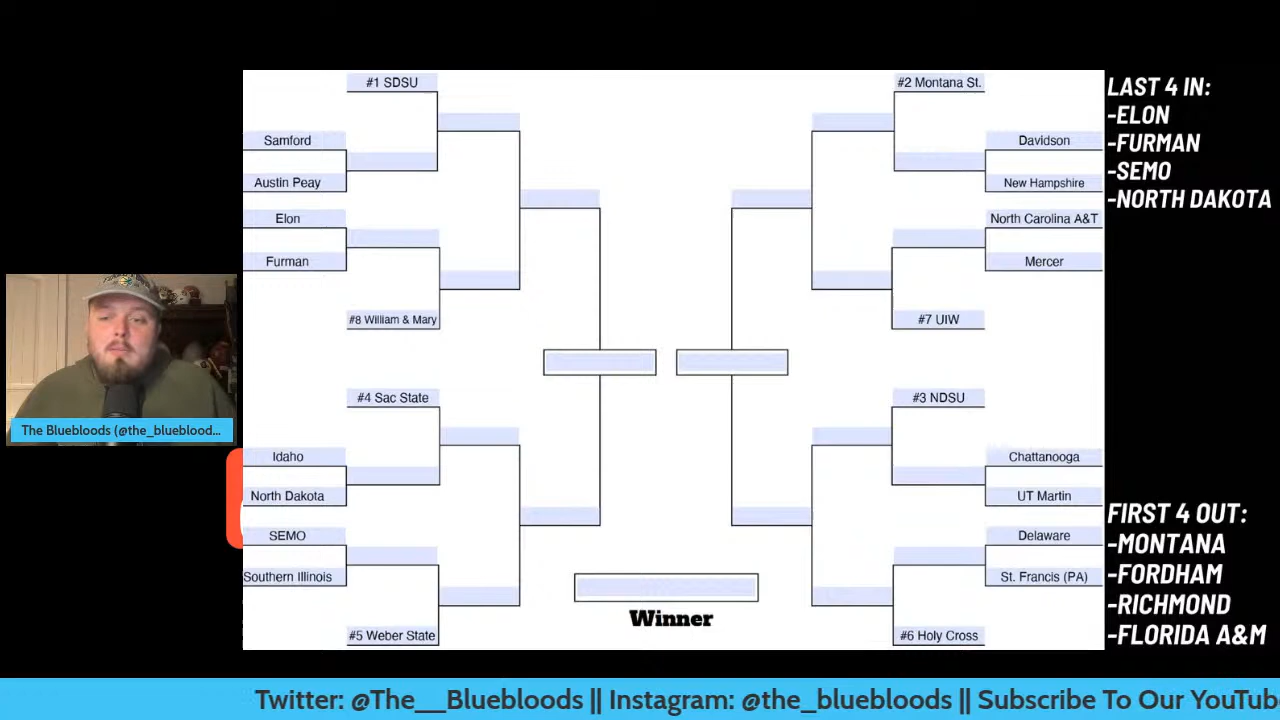 #1 SDSU
Samford
Austin Peay
Elon
Furman
#8 William & Mary
#4 Sac State
Idaho
North Dakota
SEMO
Southern Illinois
#5 Weber State
#2 Montana St.
Davidson
New Hampshire
North Carolina A&T
Mercer
#7 UIW
#3 NDSU
Chattanooga
UT Martin
Delaware
St. Francis (PA)
#6 Holy Cross
Winner
LAST 4 IN:
-ELON
-FURMAN
-SEMO
-NORTH DAKOTA
FIRST 4 OUT:
-MONTANA
-FORDHAM
-RICHMOND
-FLORIDA A&M
The Bluebloods (@the_blueblood...
Twitter: @The__Bluebloods || Instagram: @the_bluebloods || Subscribe To Our YouTub